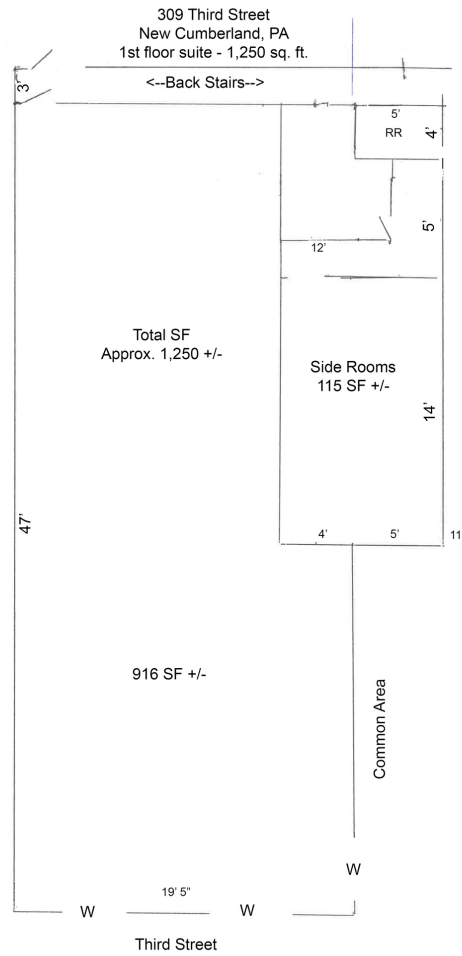 309 Third Street
New Cumberland, PA
1st floor suite - 1,250 sq. ft.
<--Back Stairs-->
3'
5'
RR
4'
5'
12'
Total SF
Approx. 1,250 +/-
Side Rooms
115 SF +/-
14'
47'
4'
5'
11
916 SF +/-
Common Area
W
19' 5"
W
W
Third Street